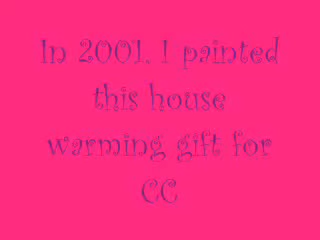 In 2001, I painted
this house
warming gift for
CC